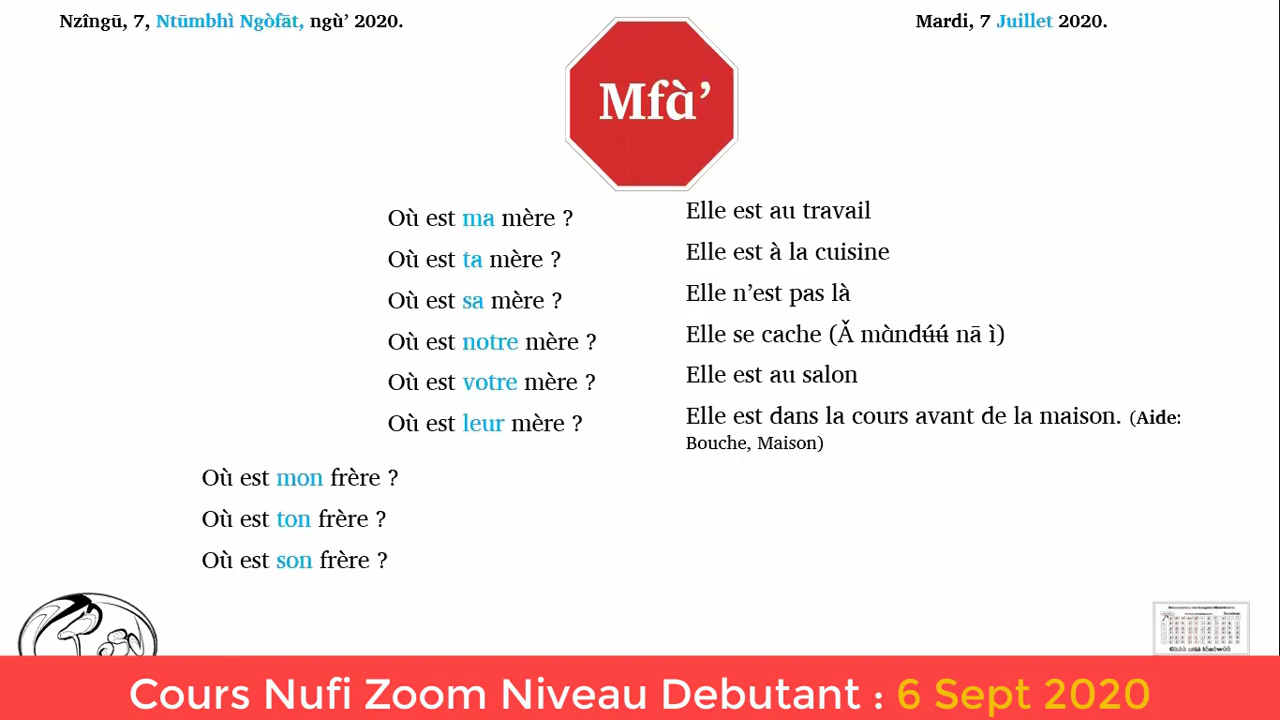 Nzîngū, 7, Ntūmbhì Ngòfāt, ngù’ 2020.
Mardi, 7 Juillet 2020.
Mfɑ̀’
Où est ma mère ?
Où est ta mère ?
Où est sa mère ?
Où est notre mère ?
Où est votre mère ?
Où est leur mère ?
Elle est au travail
Elle est à la cuisine
Elle n’est pas là
Elle se cache (Ǎ mɑ̀ndʉ́ʉ́ nā ì)
Elle est au salon
Elle est dans la cours avant de la maison. (Aide:
Bouche, Maison)
Où est mon frère ?
Où est ton frère ?
Où est son frère ?
Cours Nufi Zoom Niveau Debutant : 6 Sept 2020